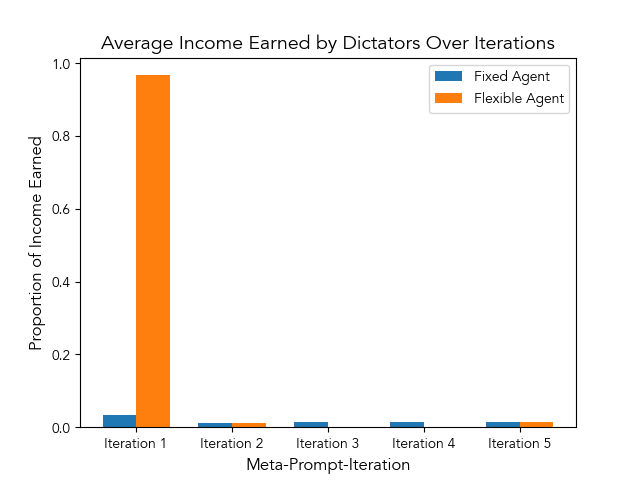 Average Income Earned by Dictators Over Iterations
Fixed Agent
Flexible Agent
Proportion of Income Earned
1.0
0.8
0.6
0.4
0.2
0.0
Iteration 1 Iteration 2 Iteration 3 Iteration 4 Iteration 5
Meta-Prompt-Iteration